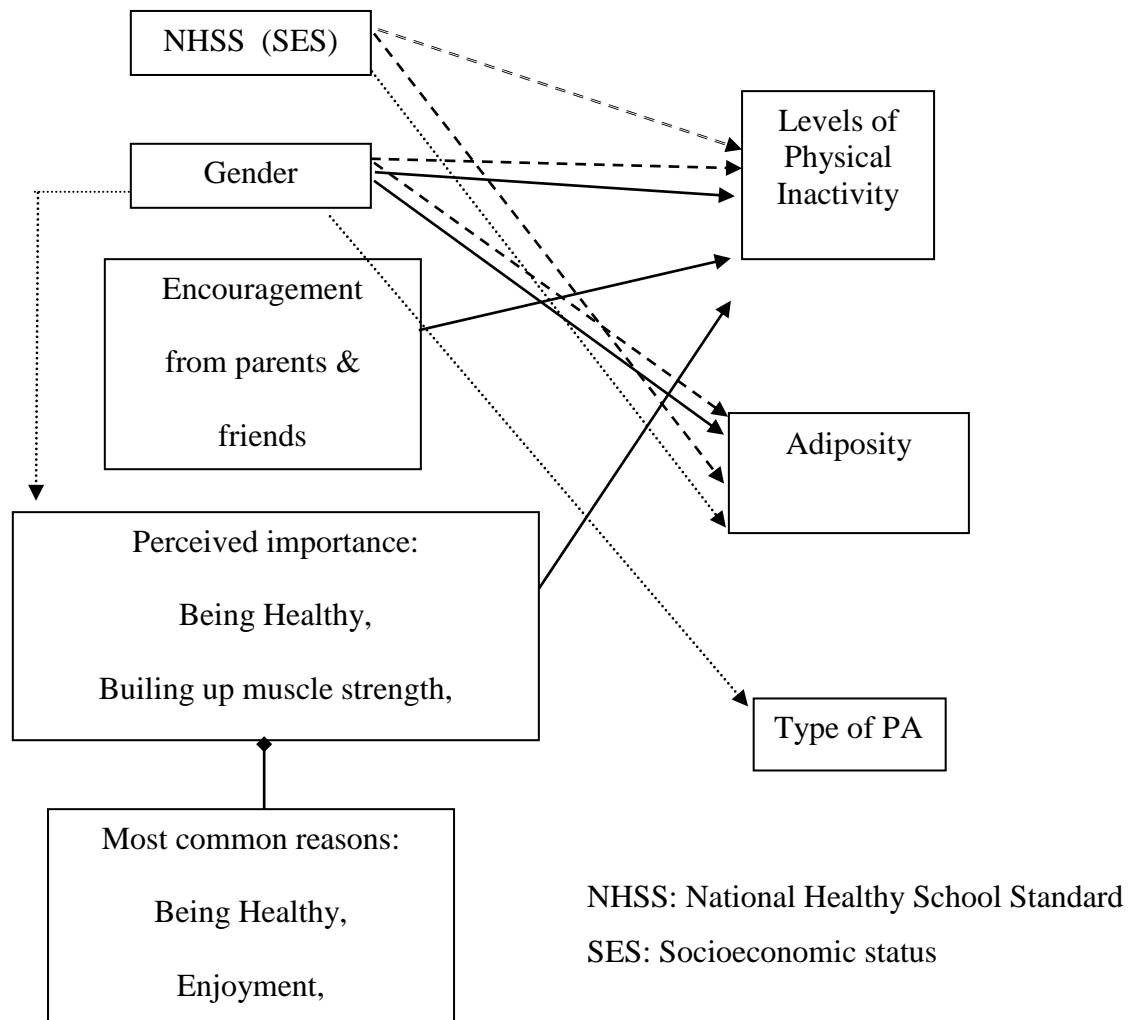 NHSS (SES)
Levels of
Physical
Inactivity
Gender
Encouragement
from parents &
friends
Adiposity
Perceived importance:
Being Healthy,
Builing up muscle strength,
Type of PA
Most common reasons:
Being Healthy,
Enjoyment,
NHSS: National Healthy School Standard
SES: Socioeconomic status